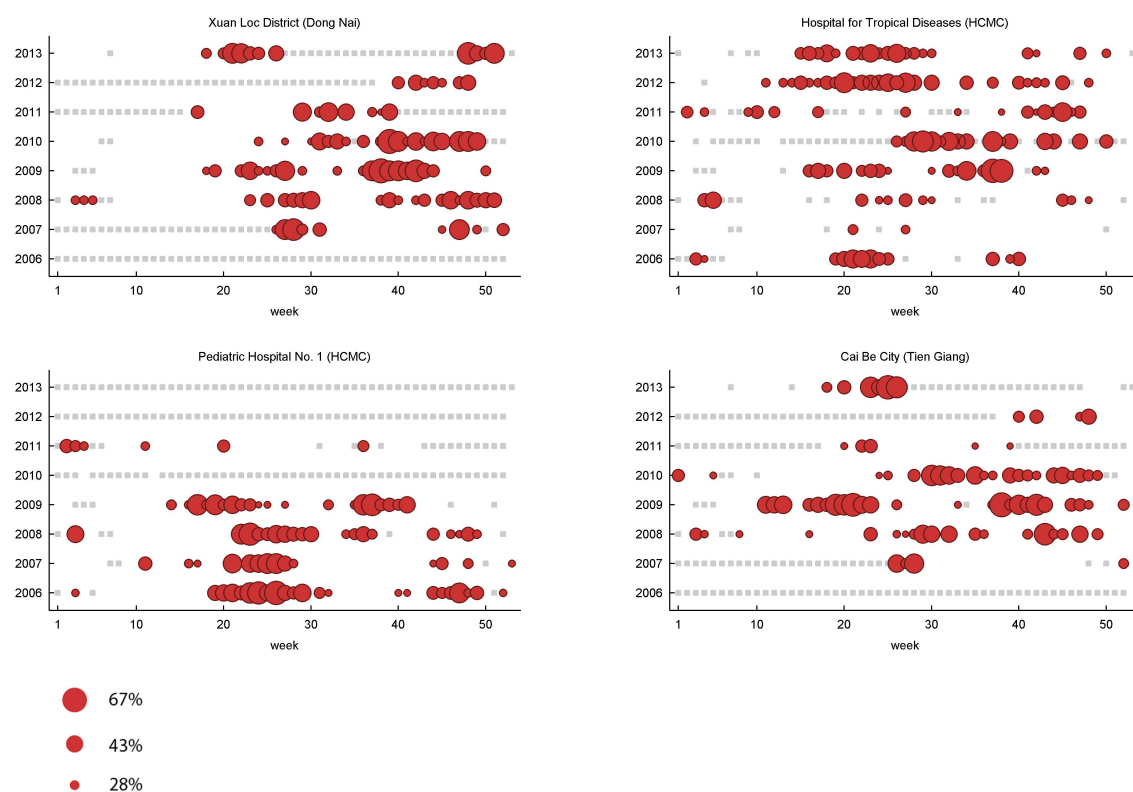 Xuan Loc District (Dong Nai)
2013
2012
2011
2010
2009
2008
2007
2006
1 10 20 30 40 50
week
Hospital for Tropical Diseases (HCMC)
2013
2012
2011
2010
2009
2008
2007
2006
1 10 20 30 40 50
week
Pediatric Hospital No. 1 (HCMC)
2013
2012
2011
2010
2009
2008
2007
2006
1 10 20 30 40 50
week
Cai Be City (Tien Giang)
2013
2012
2011
2010
2009
2008
2007
2006
1 10 20 30 40 50
week
67%
43%
28%